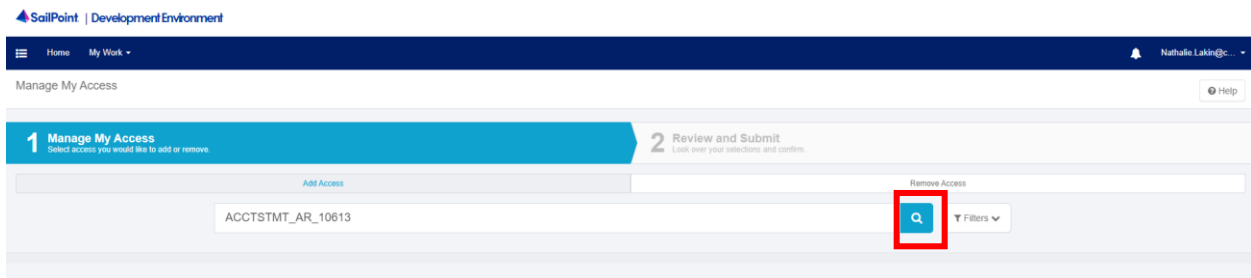 SailPoint | Development Environment
Home My Work
Nathalie.Lakin@c...
Manage My Access
Help
1 Manage My Access
Select access you would like to add or remove.
2 Review and Submit
Look over your selections and confirm.
Add Access
Remove Access
ACCTSTMT_AR_10613
Filters